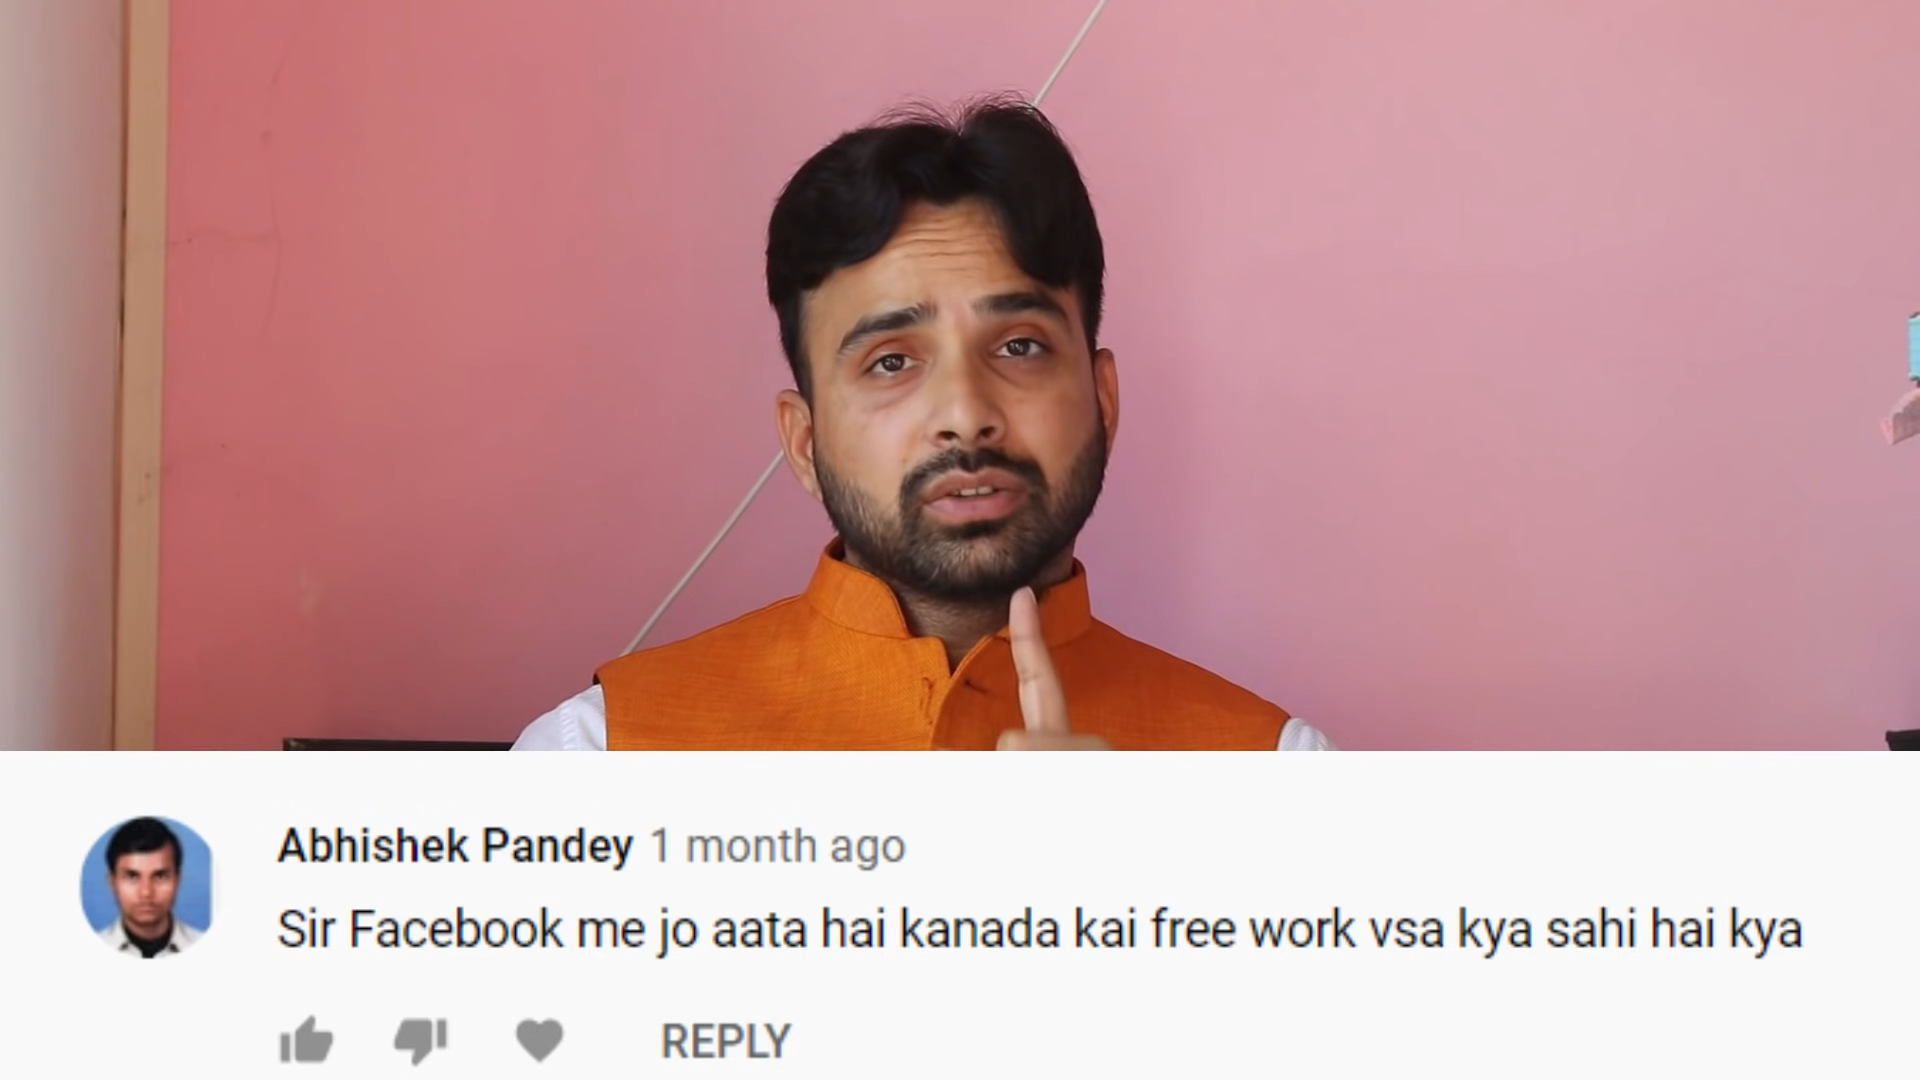 Abhishek Pandey 1 month ago
Sir Facebook me jo aata hai kanada kai free work vsa kya sahi hai kya
REPLY